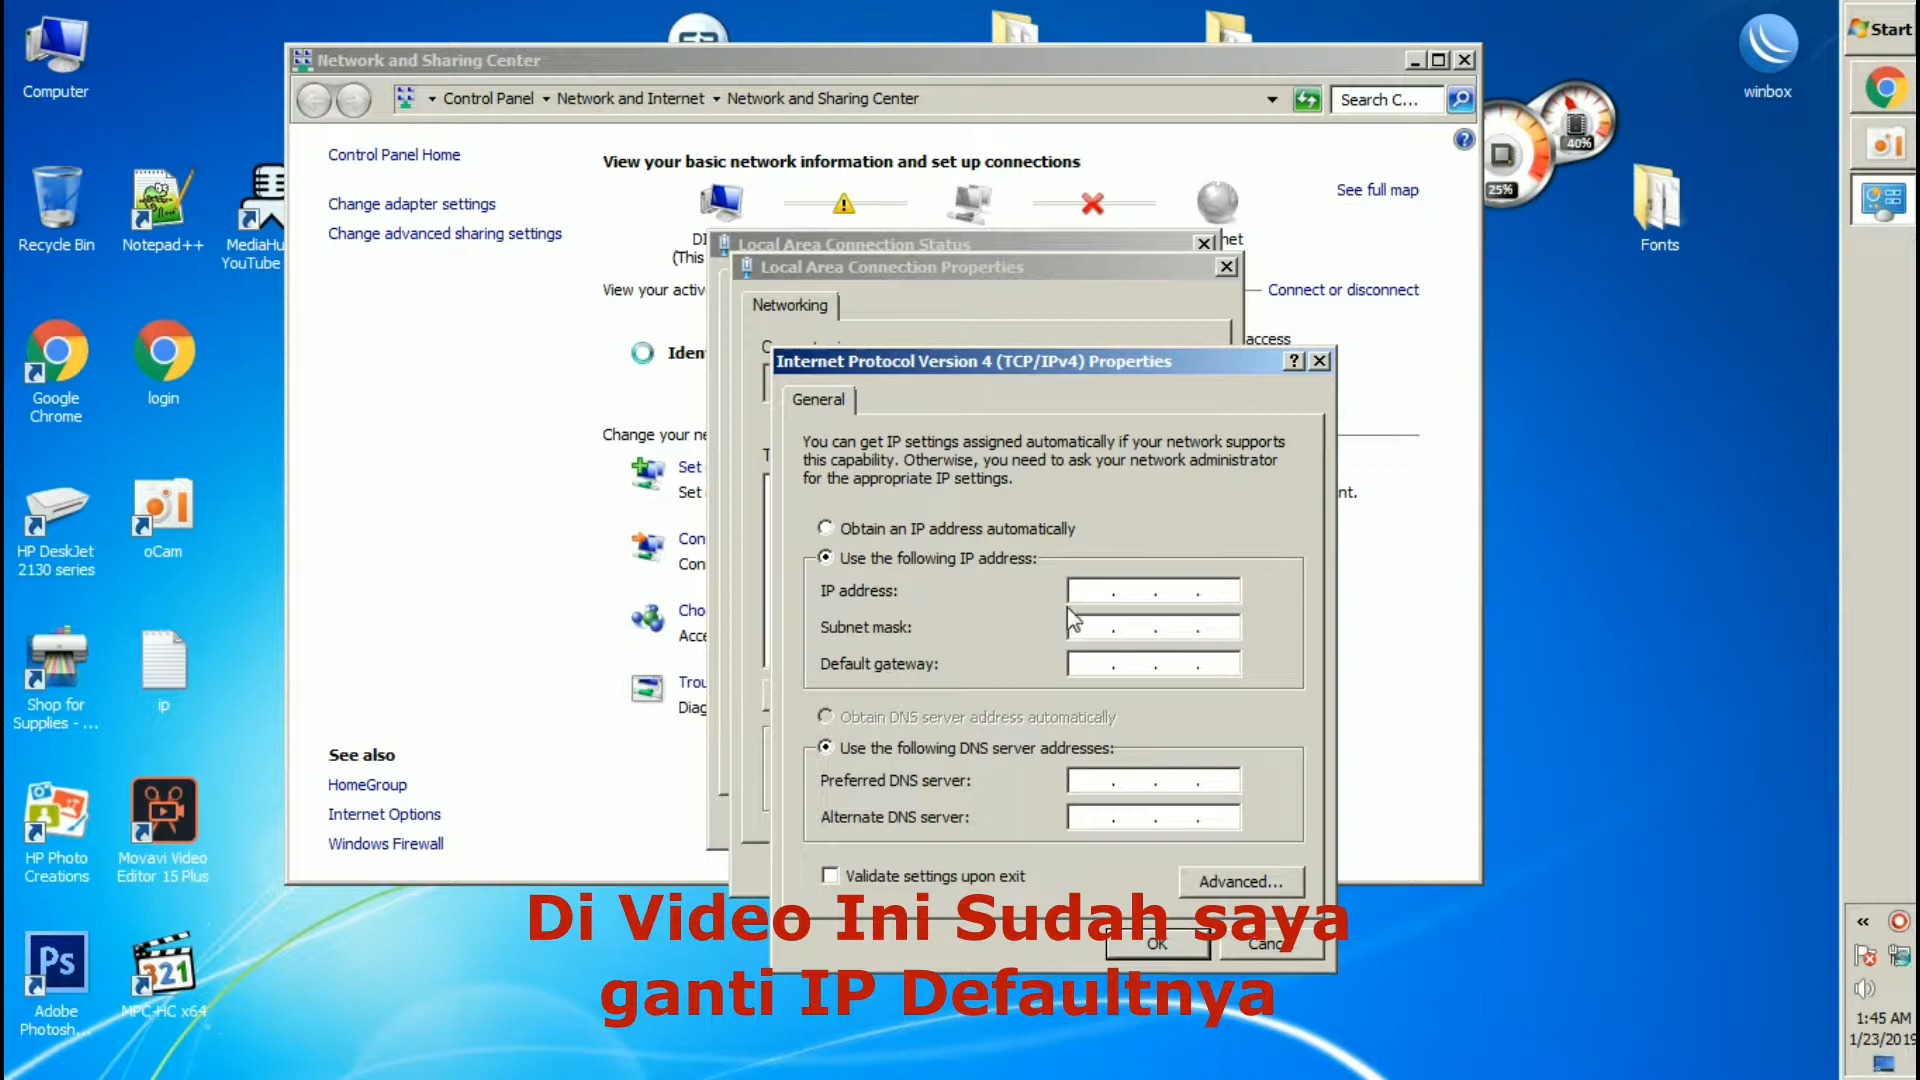 Computer
Recycle Bin
Notepad++
MediaHu
YouTube
Google
Chrome
login
HP DeskJet
2130 series
oCam
Shop for
Supplies - ...
ip
HP Photo
Creations
Movavi Video
Editor 15 Plus
Adobe
Photosh...
MPC-HC x64
Network and Sharing Center
Control Panel
Network and Internet
Network and Sharing Center
Search C...
Control Panel Home
Change adapter settings
Change advanced sharing settings
View your basic network information and set up connections
See full map
(This
View your activ
Connect or disconnect
access
Change your ne
Set
Set
Con
Con
Cho
Acce
Trou
Diag
nt.
See also
HomeGroup
Internet Options
Windows Firewall
Local Area Connection Status
Local Area Connection Properties
Networking
Internet Protocol Version 4 (TCP/IPv4) Properties
General
You can get IP settings assigned automatically if your network supports
this capability. Otherwise, you need to ask your network administrator
for the appropriate IP settings.
Obtain an IP address automatically
Use the following IP address:
IP address:
Subnet mask:
Default gateway:
Obtain DNS server address automatically
Use the following DNS server addresses:
Preferred DNS server:
Alternate DNS server:
Validate settings upon exit
Advanced...
OK
Cancel
Di Video Ini Sudah saya
ganti IP Defaultnya
25%
40%
winbox
Fonts
Start
1:45 AM
1/23/2019